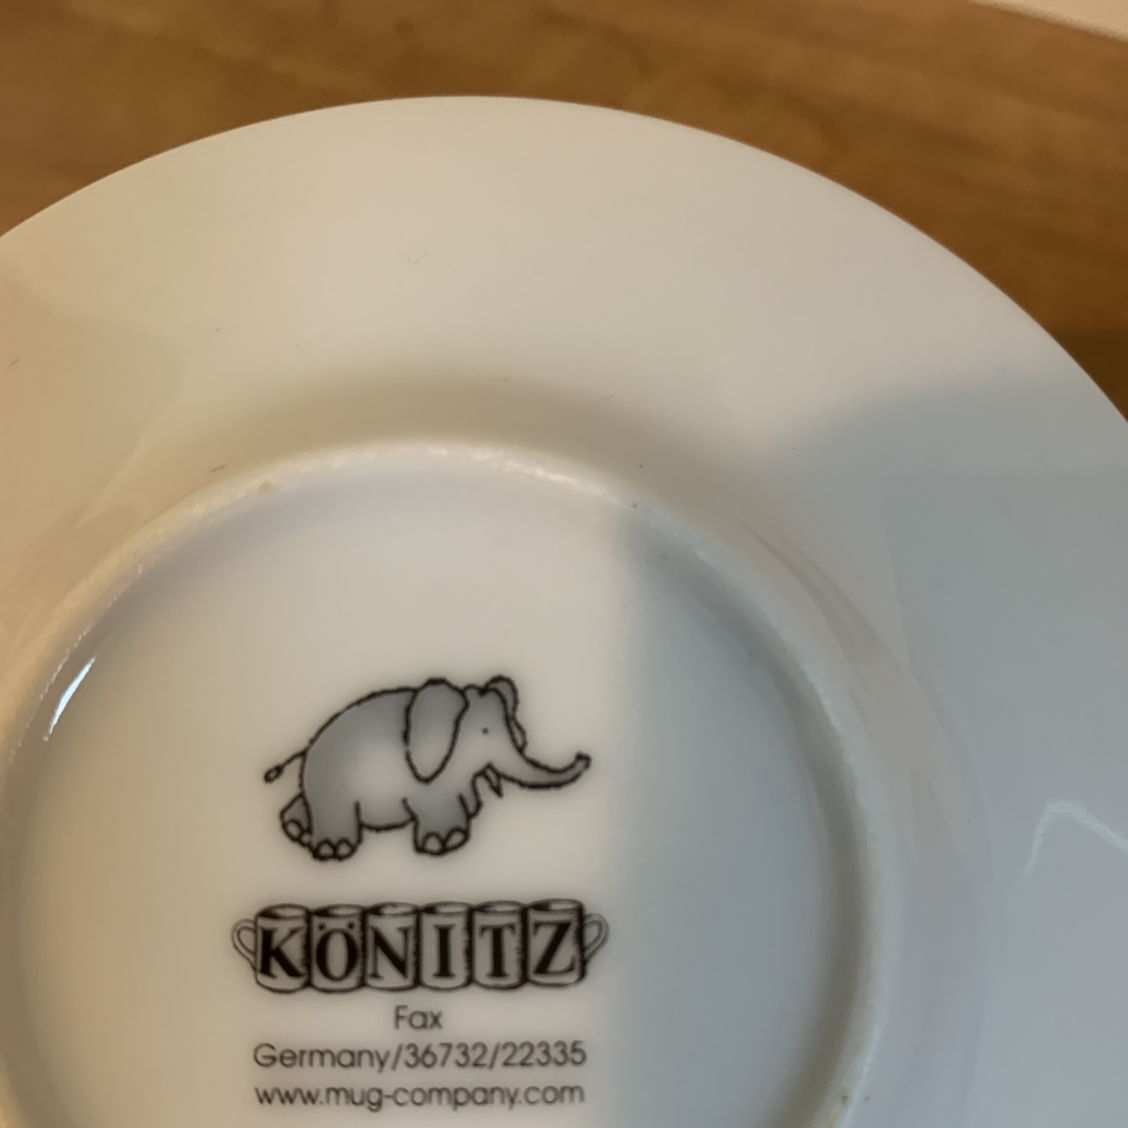 KÖNITZ
Fax
Germany/36732/22335
www.mug-company.com